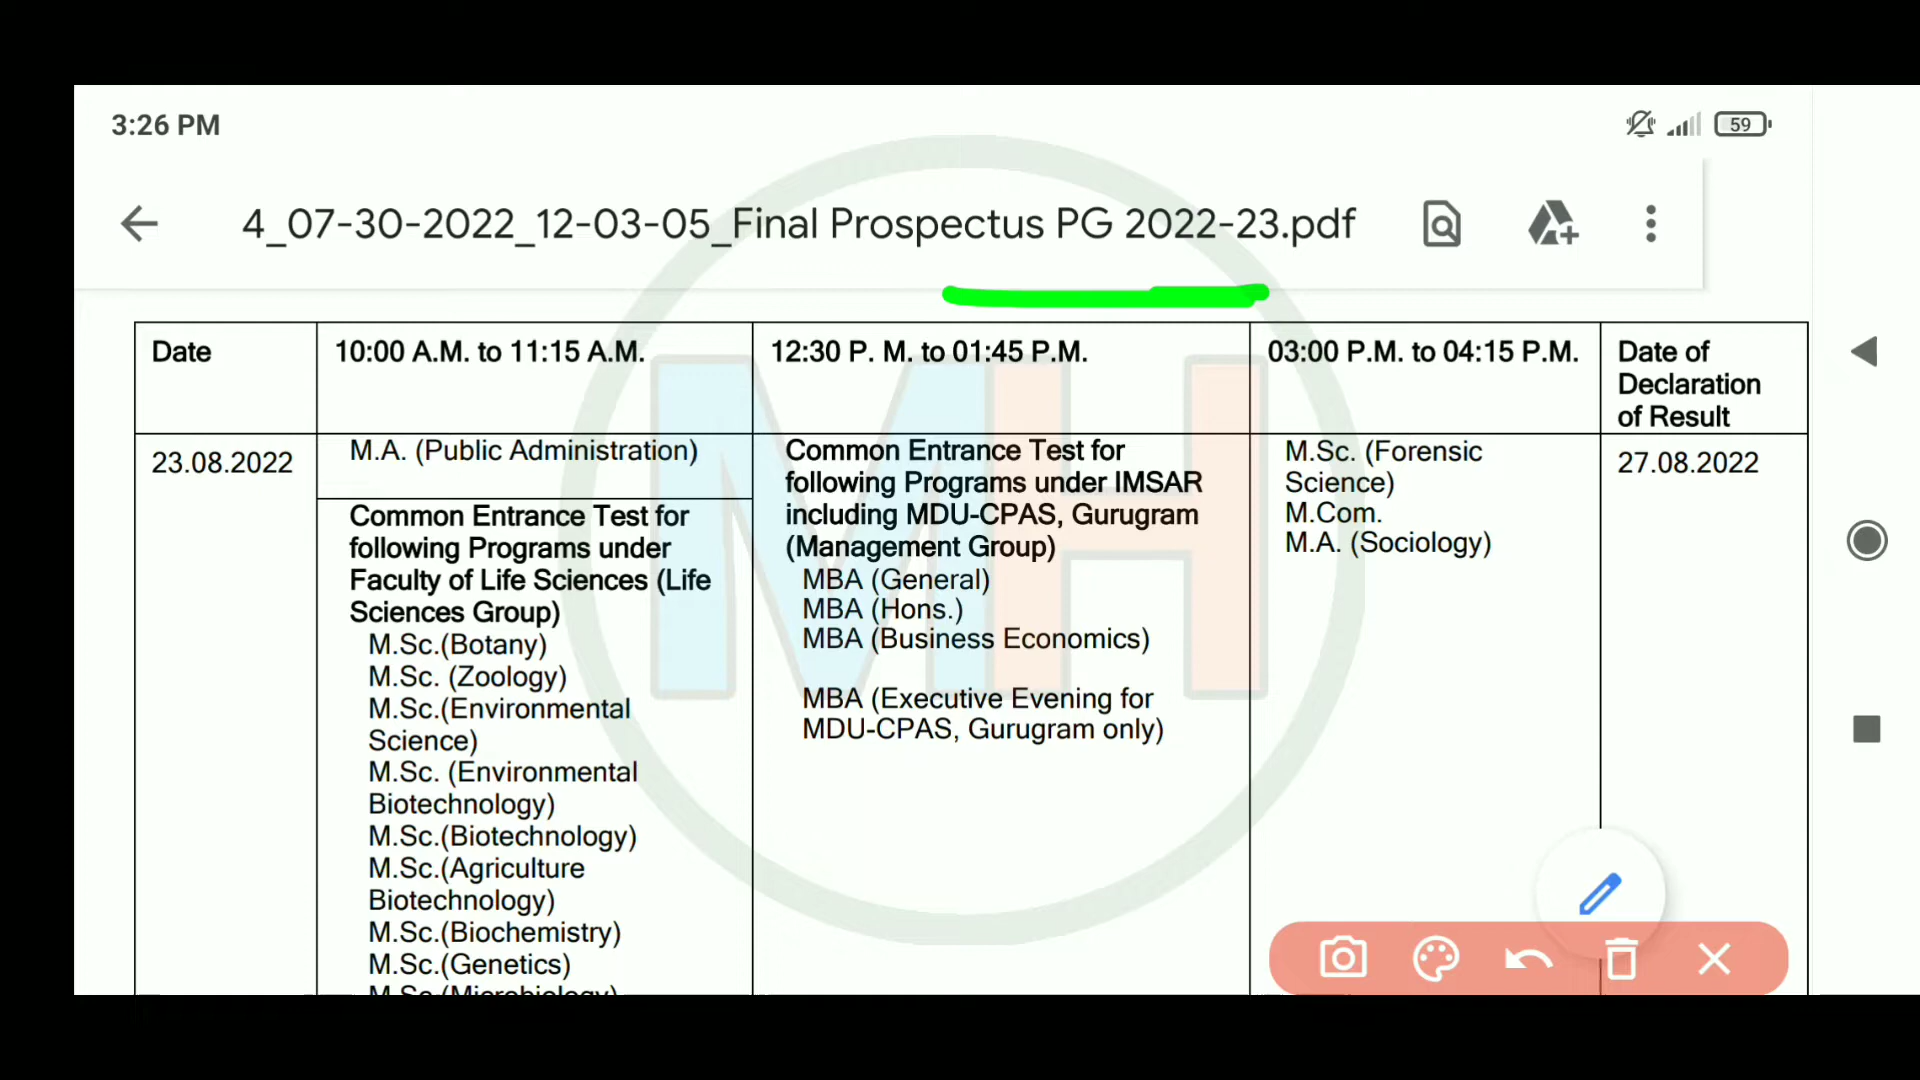 3:26 PM
59
4_07-30-2022_12-03-05_Final Prospectus PG 2022-23.pdf
Date
10:00 A.M. to 11:15 A.M.
12:30 P. M. to 01:45 P.M.
03:00 P.M. to 04:15 P.M.
Date of
Declaration
of Result
23.08.2022
M.A. (Public Administration)
Common Entrance Test for
following Programs under
Faculty of Life Sciences (Life
Sciences Group)
M.Sc.(Botany)
M.Sc. (Zoology)
M.Sc.(Environmental
Science)
M.Sc. (Environmental
Biotechnology)
M.Sc.(Biotechnology)
M.Sc.(Agriculture
Biotechnology)
M.Sc.(Biochemistry)
M.Sc.(Genetics)
M.Sc.(Microbiology)
Common Entrance Test for
following Programs under IMSAR
including MDU-CPAS, Gurugram
(Management Group)
MBA (General)
MBA (Hons.)
MBA (Business Economics)
MBA (Executive Evening for
MDU-CPAS, Gurugram only)
M.Sc. (Forensic
Science)
M.Com.
M.A. (Sociology)
27.08.2022
MH